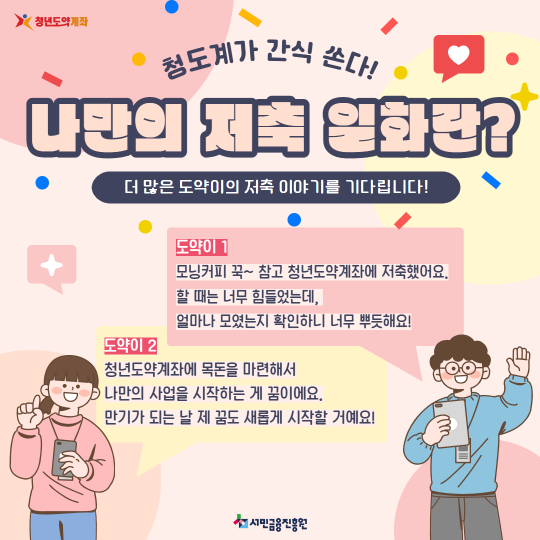 청년도약계좌
청도계가 간식 쏜다!
나만의 저축 일화란?
더 많은 도약이의 저축 이야기를 기다립니다!
도약이 1
모닝커피 꾹~ 참고 청년도약계좌에 저축했어요.
할 때는 너무 힘들었는데,
얼마나 모였는지 확인하니 너무 뿌듯해요!
도약이 2
청년도약계좌에 목돈을 마련해서
나만의 사업을 시작하는 게 꿈이에요.
만기가 되는 날 제 꿈도 새롭게 시작할 거예요!
서민금융진흥원